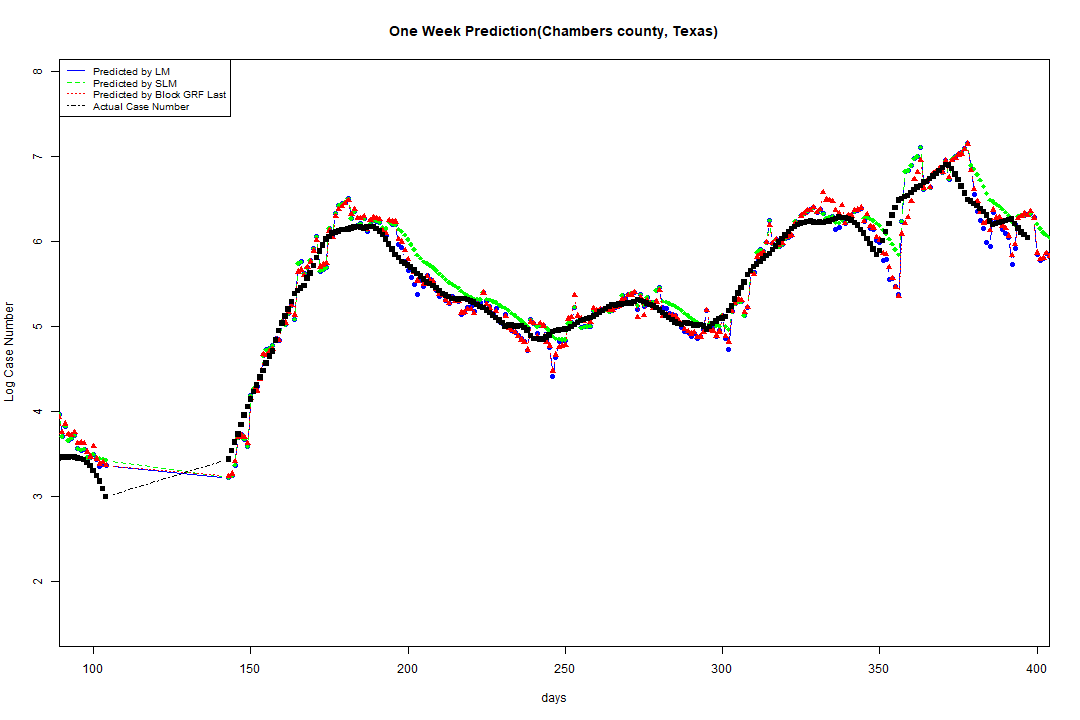 One Week Prediction(Chambers county, Texas)
Predicted by LM
Predicted by SLM
Predicted by Block GRF Last
Actual Case Number
8
7
6
5
4
3
2
Log Case Number
100 150 200 250 300 350 400
days